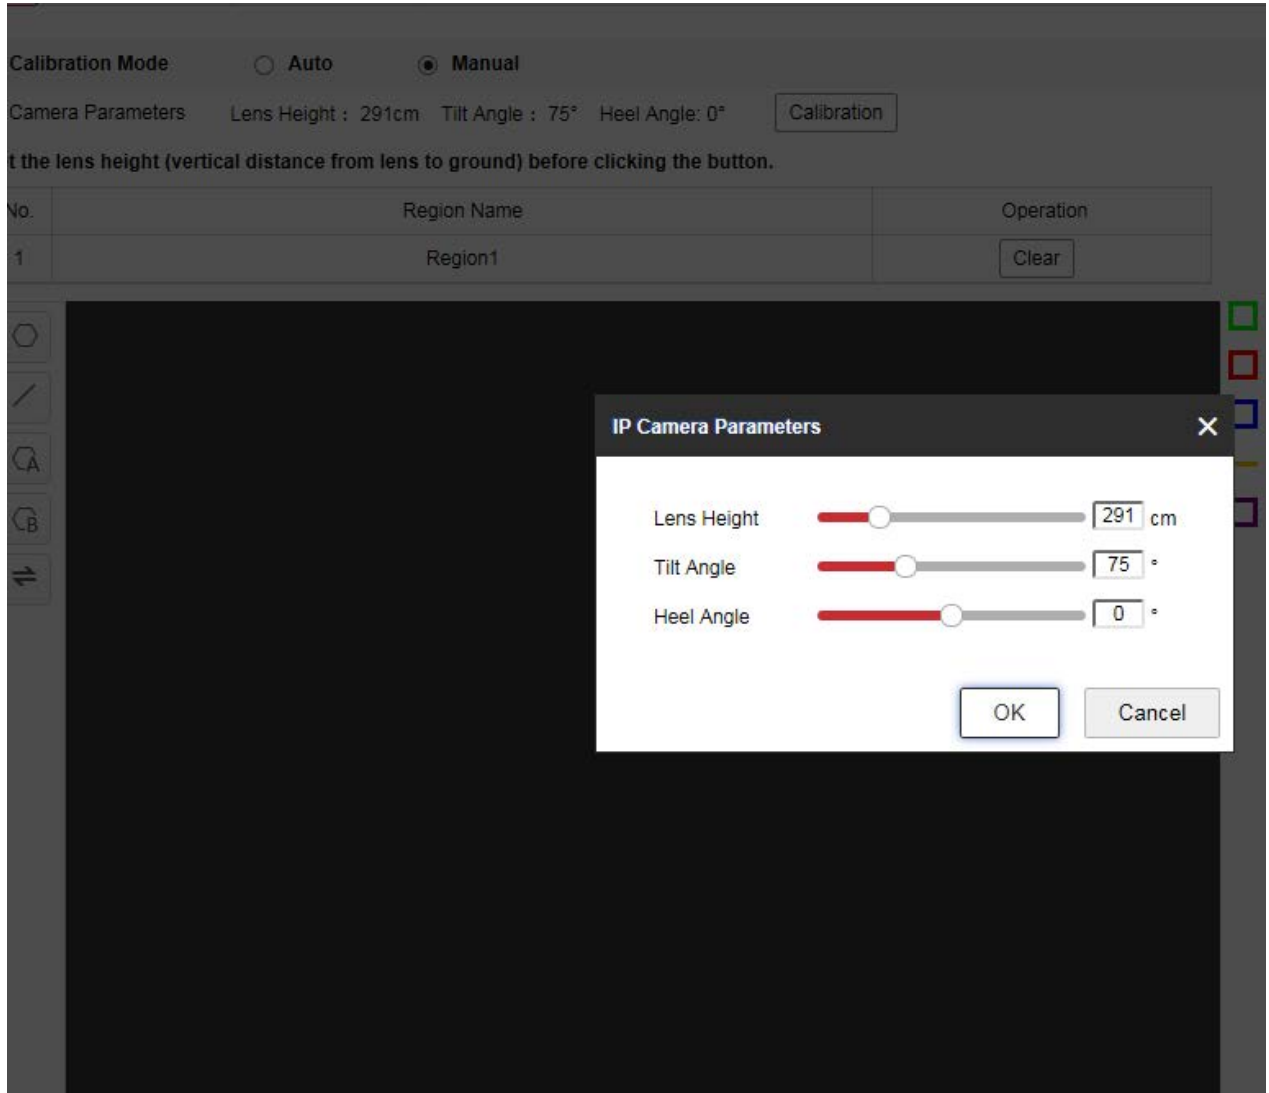 Calibration Mode Auto Manual
Camera Parameters Lens Height : 291cm Tilt Angle : 75° Heel Angle: 0° Calibration
t the lens height (vertical distance from lens to ground) before clicking the button.
No. Region Name Operation
1 Region1 Clear
A
B
IP Camera Parameters
Lens Height 291 cm
Tilt Angle 75 °
Heel Angle 0 °
OK Cancel